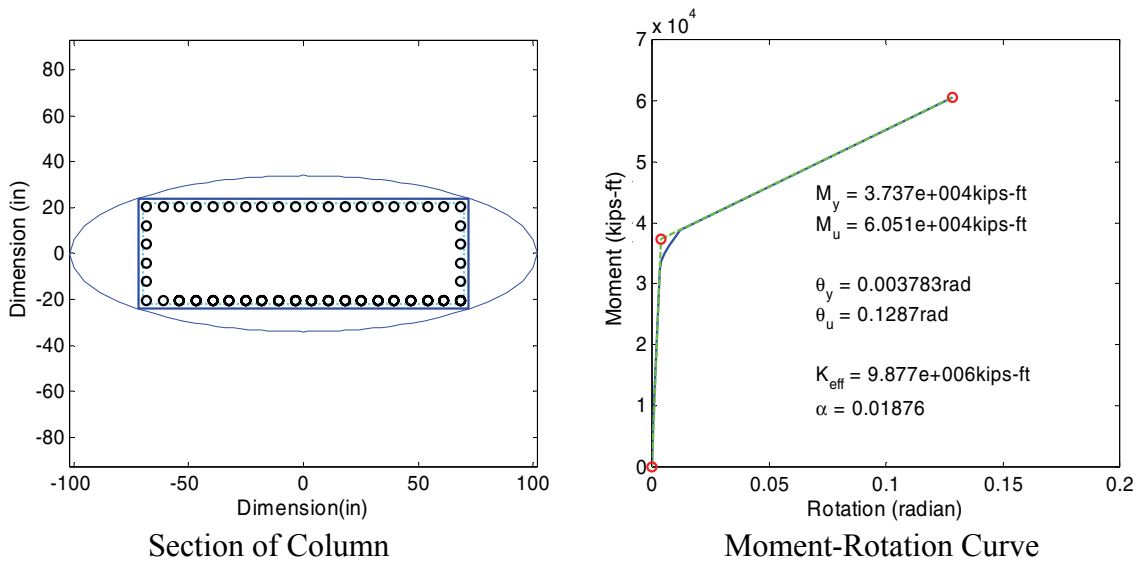 80
60
40
20
0
-20
-40
-60
-80
Dimension (in)
-100
-50
0
50
100
Dimension(in)
Section of Column
x 10^4
7
6
5
4
3
2
1
0
Moment (kips-ft)
M_y = 3.737e+004kips-ft
M_u = 6.051e+004kips-ft
θ_y = 0.003783rad
θ_u = 0.1287rad
K_eff = 9.877e+006kips-ft
α = 0.01876
0
0.05
0.1
0.15
0.2
Rotation (radian)
Moment-Rotation Curve